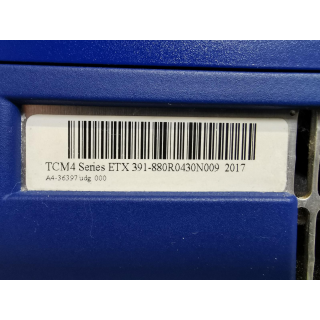 TCM4 Series ETX 391-880R0430N009 2017
A4-36397 udg 000